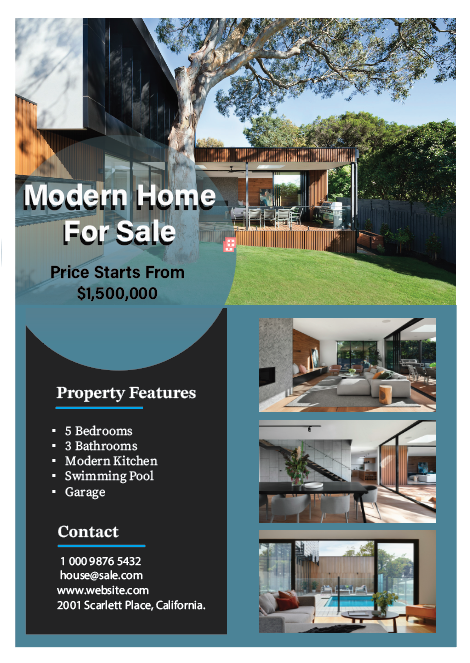 Modern Home
For Sale
Price Starts From
$1,500,000
Property Features
▪ 5 Bedrooms
▪ 3 Bathrooms
▪ Modern Kitchen
▪ Swimming Pool
▪ Garage
Contact
1 000 9876 5432
house@sale.com
www.website.com
2001 Scarlett Place, California.